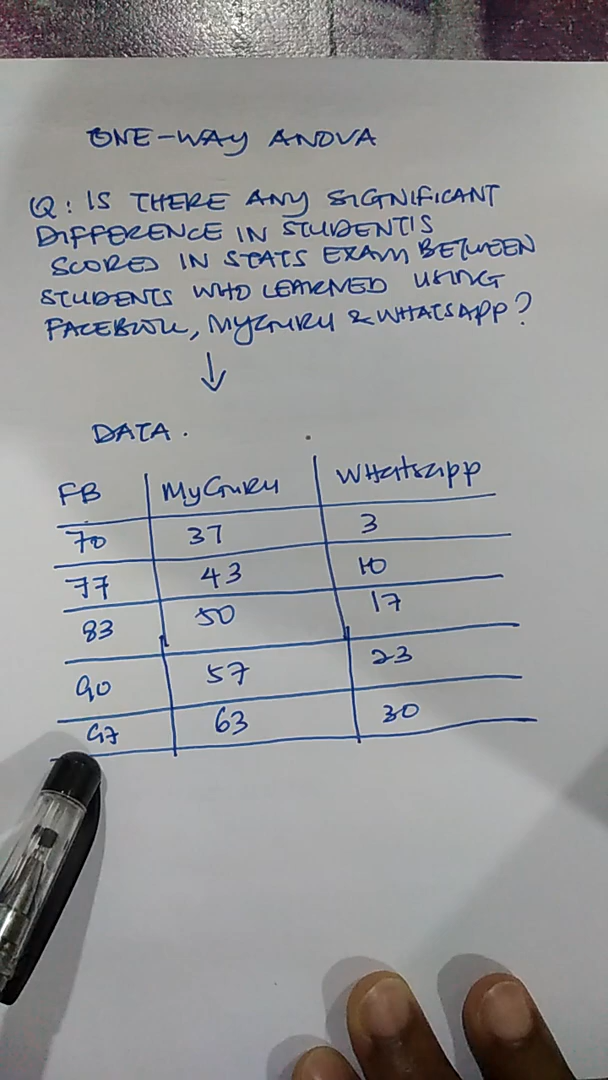 ONE-WAY ANOVA
Q: IS THERE ANY SIGNIFICANT
DIFFERENCE IN STUDENTS
SCORED IN STATS EXAM BETWEEN
STUDENTS WHO LEARNED USING
FACEBOOK, MYGURU & WHATSAPP?
DATA.
FB MyGuru Whatsapp
70 37 3
77 43 10
83 50 17
90 57 23
97 63 30